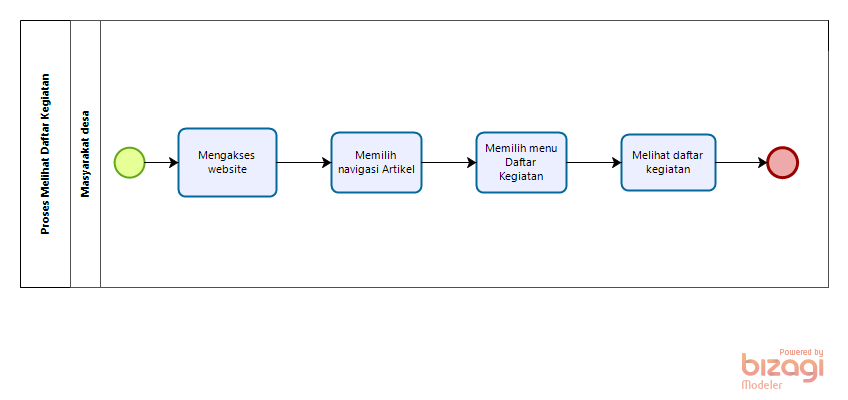 Proses Melihat Daftar Kegiatan
Masyarakat desa
Mengakses
website
Memilih
navigasi Artikel
Memilih menu
Daftar
Kegiatan
Melihat daftar
kegiatan
Powered by
bizagi
Modeler